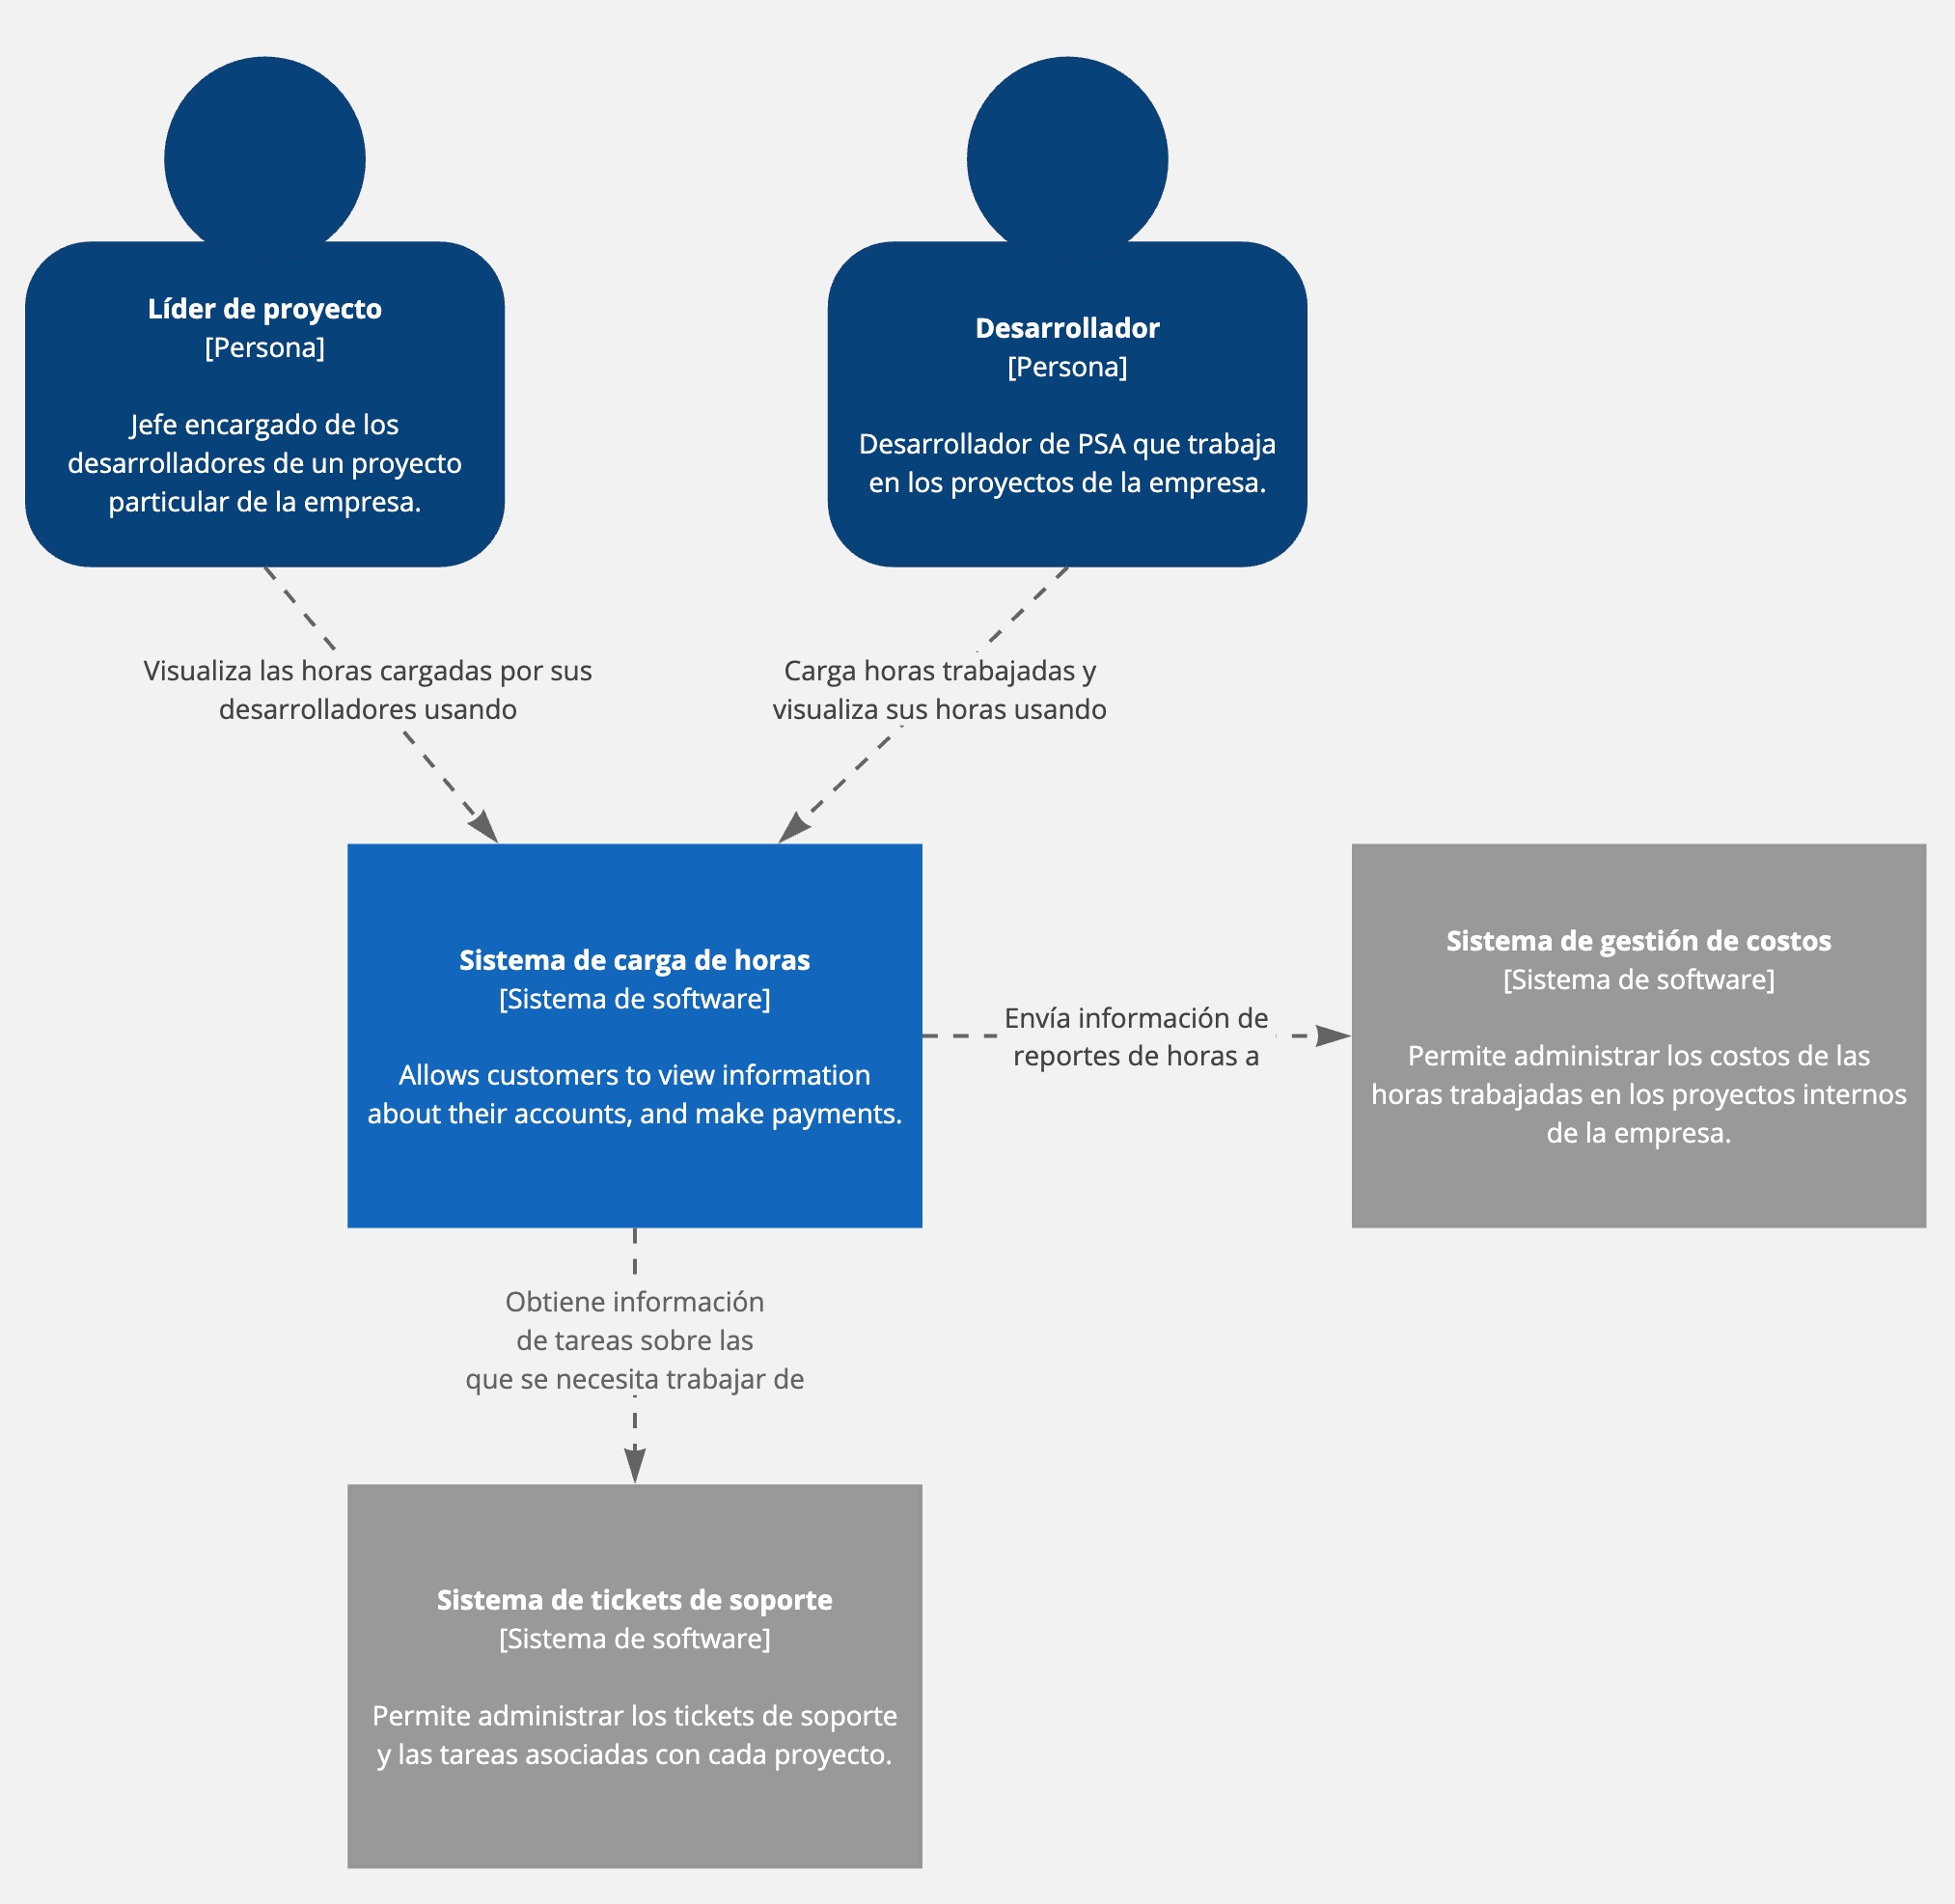 Líder de proyecto
[Persona]
Jefe encargado de los
desarrolladores de un proyecto
particular de la empresa.
Desarrollador
[Persona]
Desarrollador de PSA que trabaja
en los proyectos de la empresa.
Visualiza las horas cargadas por sus
desarrolladores usando
Carga horas trabajadas y
visualiza sus horas usando
Sistema de carga de horas
[Sistema de software]
Allows customers to view information
about their accounts, and make payments.
Envía información de
reportes de horas a
Sistema de gestión de costos
[Sistema de software]
Permite administrar los costos de las
horas trabajadas en los proyectos internos
de la empresa.
Obtiene información
de tareas sobre las
que se necesita trabajar de
Sistema de tickets de soporte
[Sistema de software]
Permite administrar los tickets de soporte
y las tareas asociadas con cada proyecto.